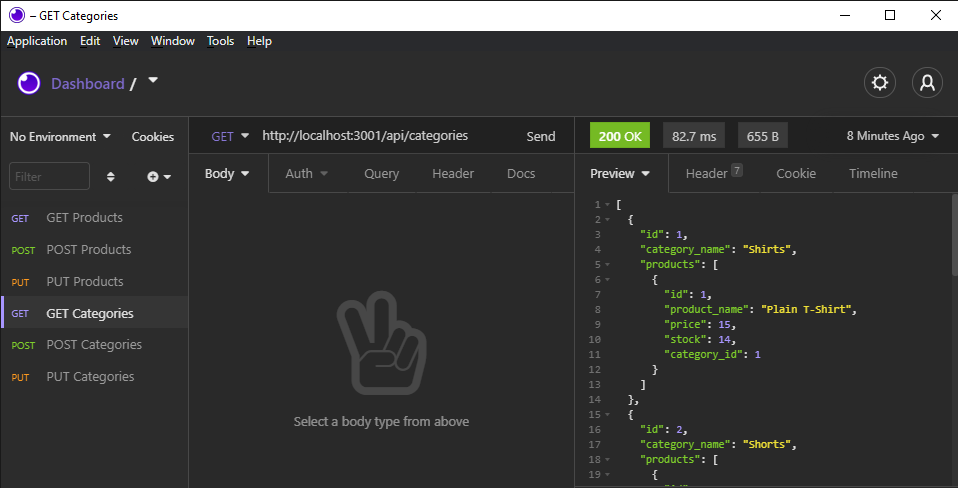 – GET Categories
Application Edit View Window Tools Help
Dashboard /
No Environment Cookies
Filter
GET GET Products
POST POST Products
PUT PUT Products
GET GET Categories
POST POST Categories
PUT PUT Categories
GET http://localhost:3001/api/categories Send
Body Auth Query Header Docs
Select a body type from above
200 OK 82.7 ms 655 B 8 Minutes Ago
Preview Header 7 Cookie Timeline
1 [
2 {
3 "id": 1,
4 "category_name": "Shirts",
5 "products": [
6 {
7 "id": 1,
8 "product_name": "Plain T-Shirt",
9 "price": 15,
10 "stock": 14,
11 "category_id": 1
12 }
13 ]
14 },
15 {
16 "id": 2,
17 "category_name": "Shorts",
18 "products": [
19 {